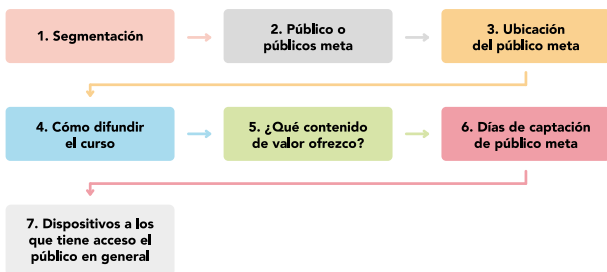 1. Segmentación
2. Público o
públicos meta
3. Ubicación
del público meta
4. Cómo difundir
el curso
5. ¿Qué contenido
de valor ofrezco?
6. Días de captación
de público meta
7. Dispositivos a los
que tiene acceso el
público en general